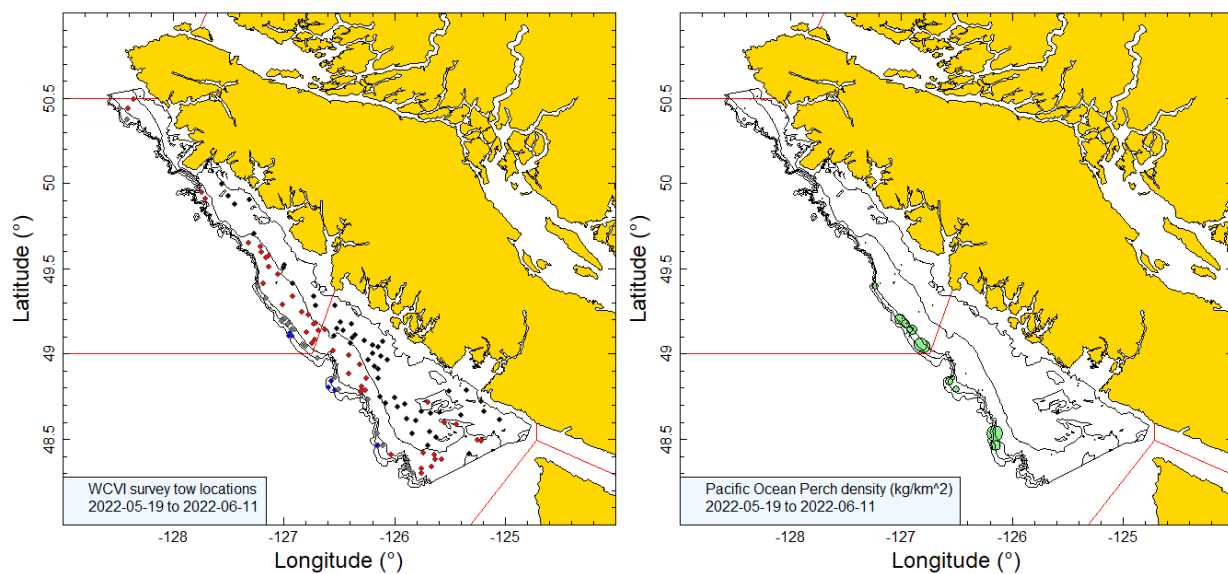 50.5
50
49.5
49
48.5
Latitude (°)
WCVI survey tow locations
2022-05-19 to 2022-06-11
-128
-127
-126
-125
Longitude (°)
50.5
50
49.5
49
48.5
Latitude (°)
Pacific Ocean Perch density (kg/km^2)
2022-05-19 to 2022-06-11
-128
-127
-126
-125
Longitude (°)